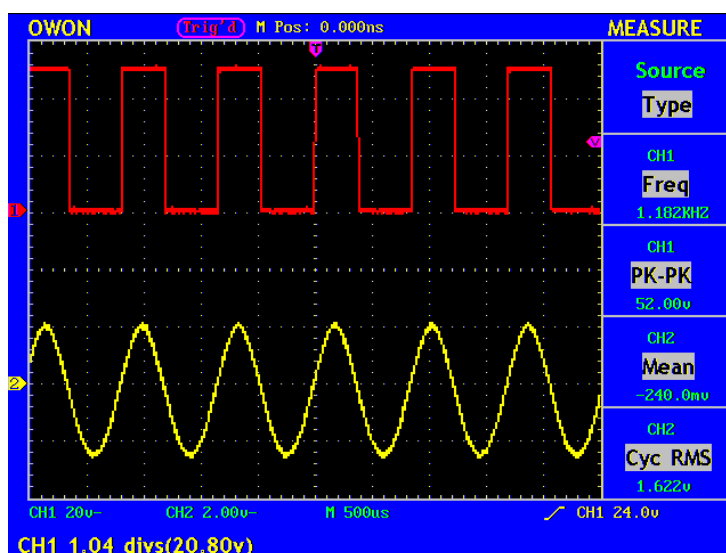 OWON Trig'd M Pos: 0.000ns MEASURE
T
Source
Type
V
CH1
Freq
1.182KHZ
1
CH1
PK-PK
52.00v
CH2
Mean
-240.0mv
2
CH2
Cyc RMS
1.622v
CH1 20v- CH2 2.00v- M 500us CH1 24.0v
CH1 1.04 divs(20.80v)